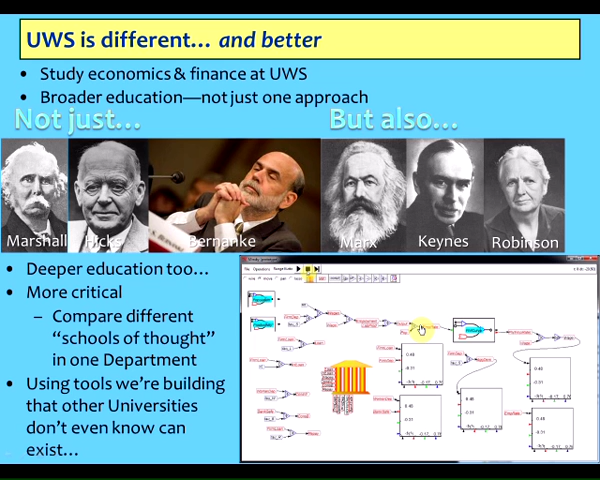 UWS is different… and better
• Study economics & finance at UWS
• Broader education—not just one approach
Not just…
But also…
Marshall
Hicks
Bernanke
Marx
Keynes
Robinson
• Deeper education too…
• More critical
– Compare different
“schools of thought”
in one Department
• Using tools we’re building
that other Universities
don’t even know can
exist…